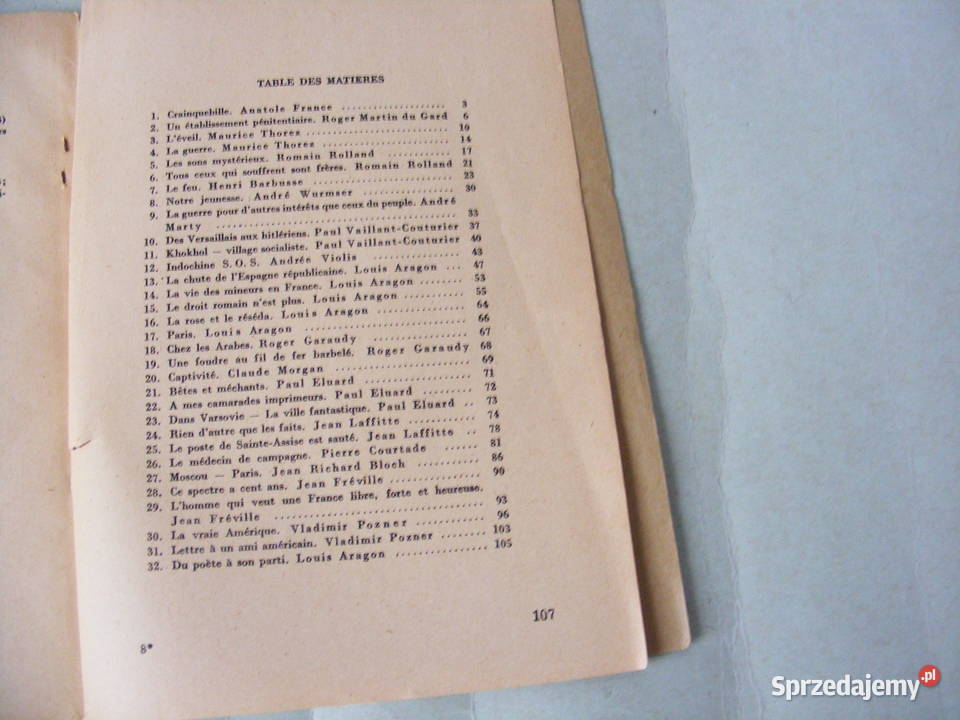 )
es
;
i-
TABLE DES MATIERES
1. Crainquebille. Anatole France .................... 3
2. Un établissement pénitentiaire. Roger Martin du Gard 6
3. L'éveil. Maurice Thorez ........................... 10
4. La guerre. Maurice Thorez ........................ 14
5. Les sons mystérieux. Romain Rolland ............ 17
6. Tous ceux qui souffrent sont frères. Romain Rolland 21
7. Le feu. Henri Barbusse ........................... 23
8. Notre jeunesse. André Wurmser .................. 30
9. La guerre pour d'autres intérêts que ceux du peuple. André
Marty ............................................. 33
10. Des Versaillais aux hitlériens. Paul Vaillant-Couturier 37
11. Khokhol — village socialiste. Paul Vaillant-Couturier 40
12. Indochine S.O.S. Andrée Violis .................. 43
13. La chute de l'Espagne républicaine. Louis Aragon ... 47
14. La vie des mineurs en France. Louis Aragon ........ 53
15. Le droit romain n'est plus. Louis Aragon ........... 55
16. La rose et le réséda. Louis Aragon ................ 64
17. Paris. Louis Aragon .............................. 66
18. Chez les Arabes. Roger Garaudy ................ 67
19. Une foudre au fil de fer barbelé. Roger Garaudy 68
20. Captivité. Claude Morgan ........................ 69
21. Bêtes et méchants. Paul Eluard .................. 71
22. A mes camarades imprimeurs. Paul Eluard ........ 72
23. Dans Varsovie — La ville fantastique. Paul Eluard .. 73
24. Rien d'autre que les faits. Jean Laffitte ............ 74
25. Le poste de Sainte-Assise est sauté. Jean Laffitte .. 78
26. Le médecin de campagne. Pierre Courtade ...... 81
27. Moscou — Paris. Jean Richard Bloch .......... 86
28. Ce spectre a cent ans. Jean Fréville .............. 90
29. L'homme qui veut une France libre, forte et heureuse.
Jean Fréville .................................... 93
30. La vraie Amérique. Vladimir Pozner ............ 96
31. Lettre à un ami américain. Vladimir Pozner ........ 103
32. Du poète à son parti. Louis Aragon ............... 105
107
8*
Sprzedajemy.pl